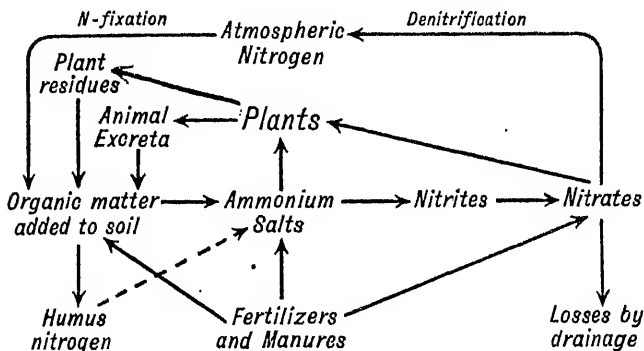 N-fixation
Denitrification
Atmospheric
Nitrogen
Plant
residues
Animal
Excreta
Plants
Organic matter
added to soil
Ammonium
Salts
Nitrites
Nitrates
Humus
nitrogen
Fertilizers
and Manures
Losses by
drainage